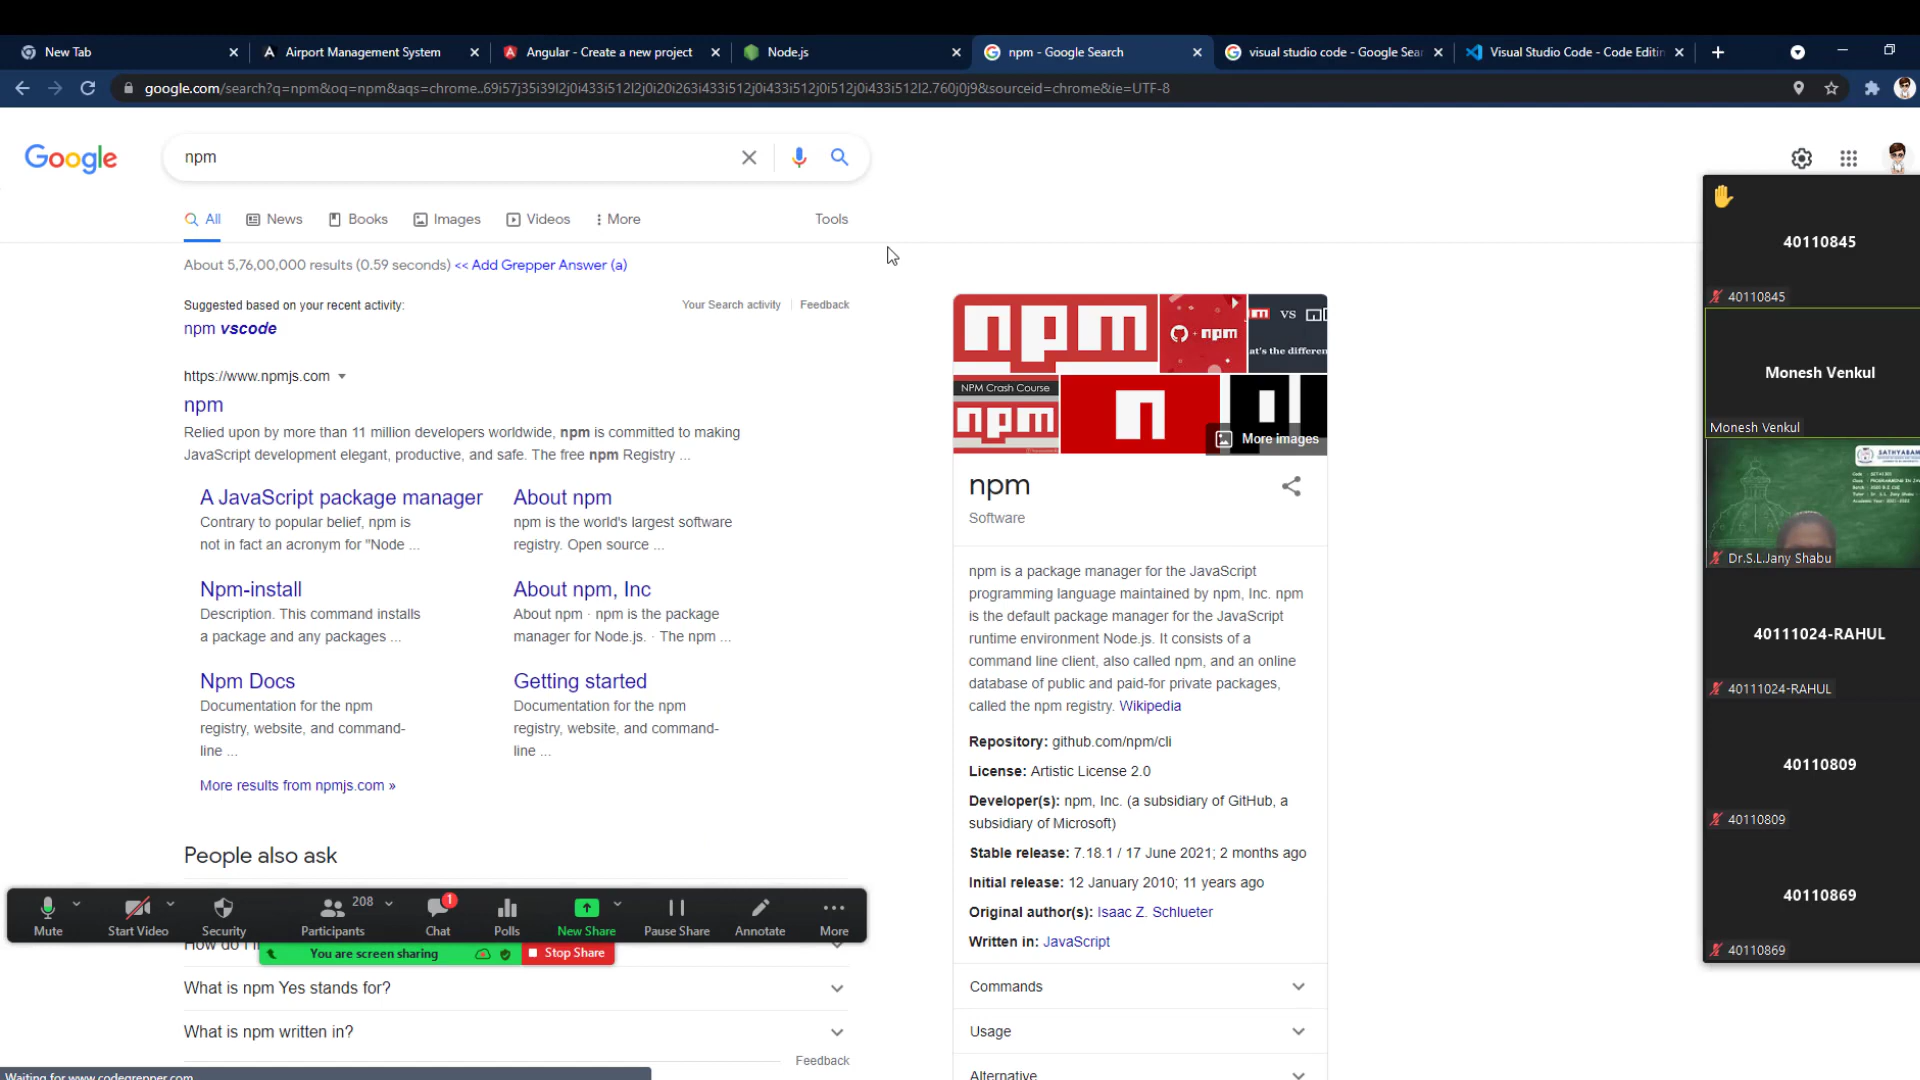 New Tab
Airport Management System
Angular - Create a new project
Node.js
npm - Google Search
visual studio code - Google Sear
Visual Studio Code - Code Editin
google.com/search?q=npm&oq=npm&aqs=chrome..69i57j35i39l2j0i433i512l2j0i20i263i433i512j0i433i512j0i512j0i433i512l2.760j0j9&sourceid=chrome&ie=UTF-8
Google
npm
All
News
Books
Images
Videos
More
Tools
About 5,76,00,000 results (0.59 seconds) << Add Grepper Answer (a)
Suggested based on your recent activity:
Your Search activity
Feedback
npm vscode
https://www.npmjs.com
npm
Relied upon by more than 11 million developers worldwide, npm is committed to making
JavaScript development elegant, productive, and safe. The free npm Registry ...
A JavaScript package manager
Contrary to popular belief, npm is
not in fact an acronym for "Node ...
About npm
npm is the world's largest software
registry. Open source ...
Npm-install
Description. This command installs
a package and any packages ...
About npm, Inc
About npm · npm is the package
manager for Node.js. · The npm ...
Npm Docs
Documentation for the npm
registry, website, and command-
line ...
Getting started
Documentation for the npm
registry, website, and command-
line ...
More results from npmjs.com »
People also ask
What is npm Yes stands for?
What is npm written in?
Feedback
npm
npm
vs
at's the differen
NPM Crash Course
npm
n
More images
npm
Software
npm is a package manager for the JavaScript
programming language maintained by npm, Inc. npm
is the default package manager for the JavaScript
runtime environment Node.js. It consists of a
command line client, also called npm, and an online
database of public and paid-for private packages,
called the npm registry. Wikipedia
Repository: github.com/npm/cli
License: Artistic License 2.0
Developer(s): npm, Inc. (a subsidiary of GitHub, a
subsidiary of Microsoft)
Stable release: 7.18.1 / 17 June 2021; 2 months ago
Initial release: 12 January 2010; 11 years ago
Original author(s): Isaac Z. Schlueter
Written in: JavaScript
Commands
Usage
Alternative
Mute
Start Video
Security
208
Participants
1
Chat
Polls
New Share
Pause Share
Annotate
More
You are screen sharing
Stop Share
Waiting for www.codegrepper.com
40110845
40110845
Monesh Venkul
Monesh Venkul
SATHYABAM
Dr.S.L.Jany Shabu
40111024-RAHUL
40111024-RAHUL
40110809
40110809
40110869
40110869